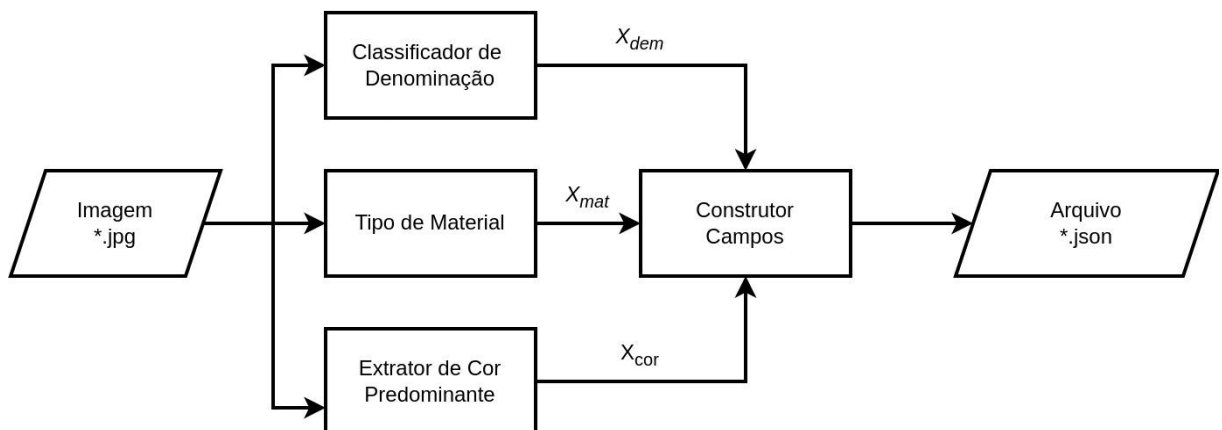 Classificador de
Denominação
X_dem
Imagem
*.jpg
Tipo de Material
X_mat
Construtor
Campos
Arquivo
*.json
Extrator de Cor
Predominante
X_cor